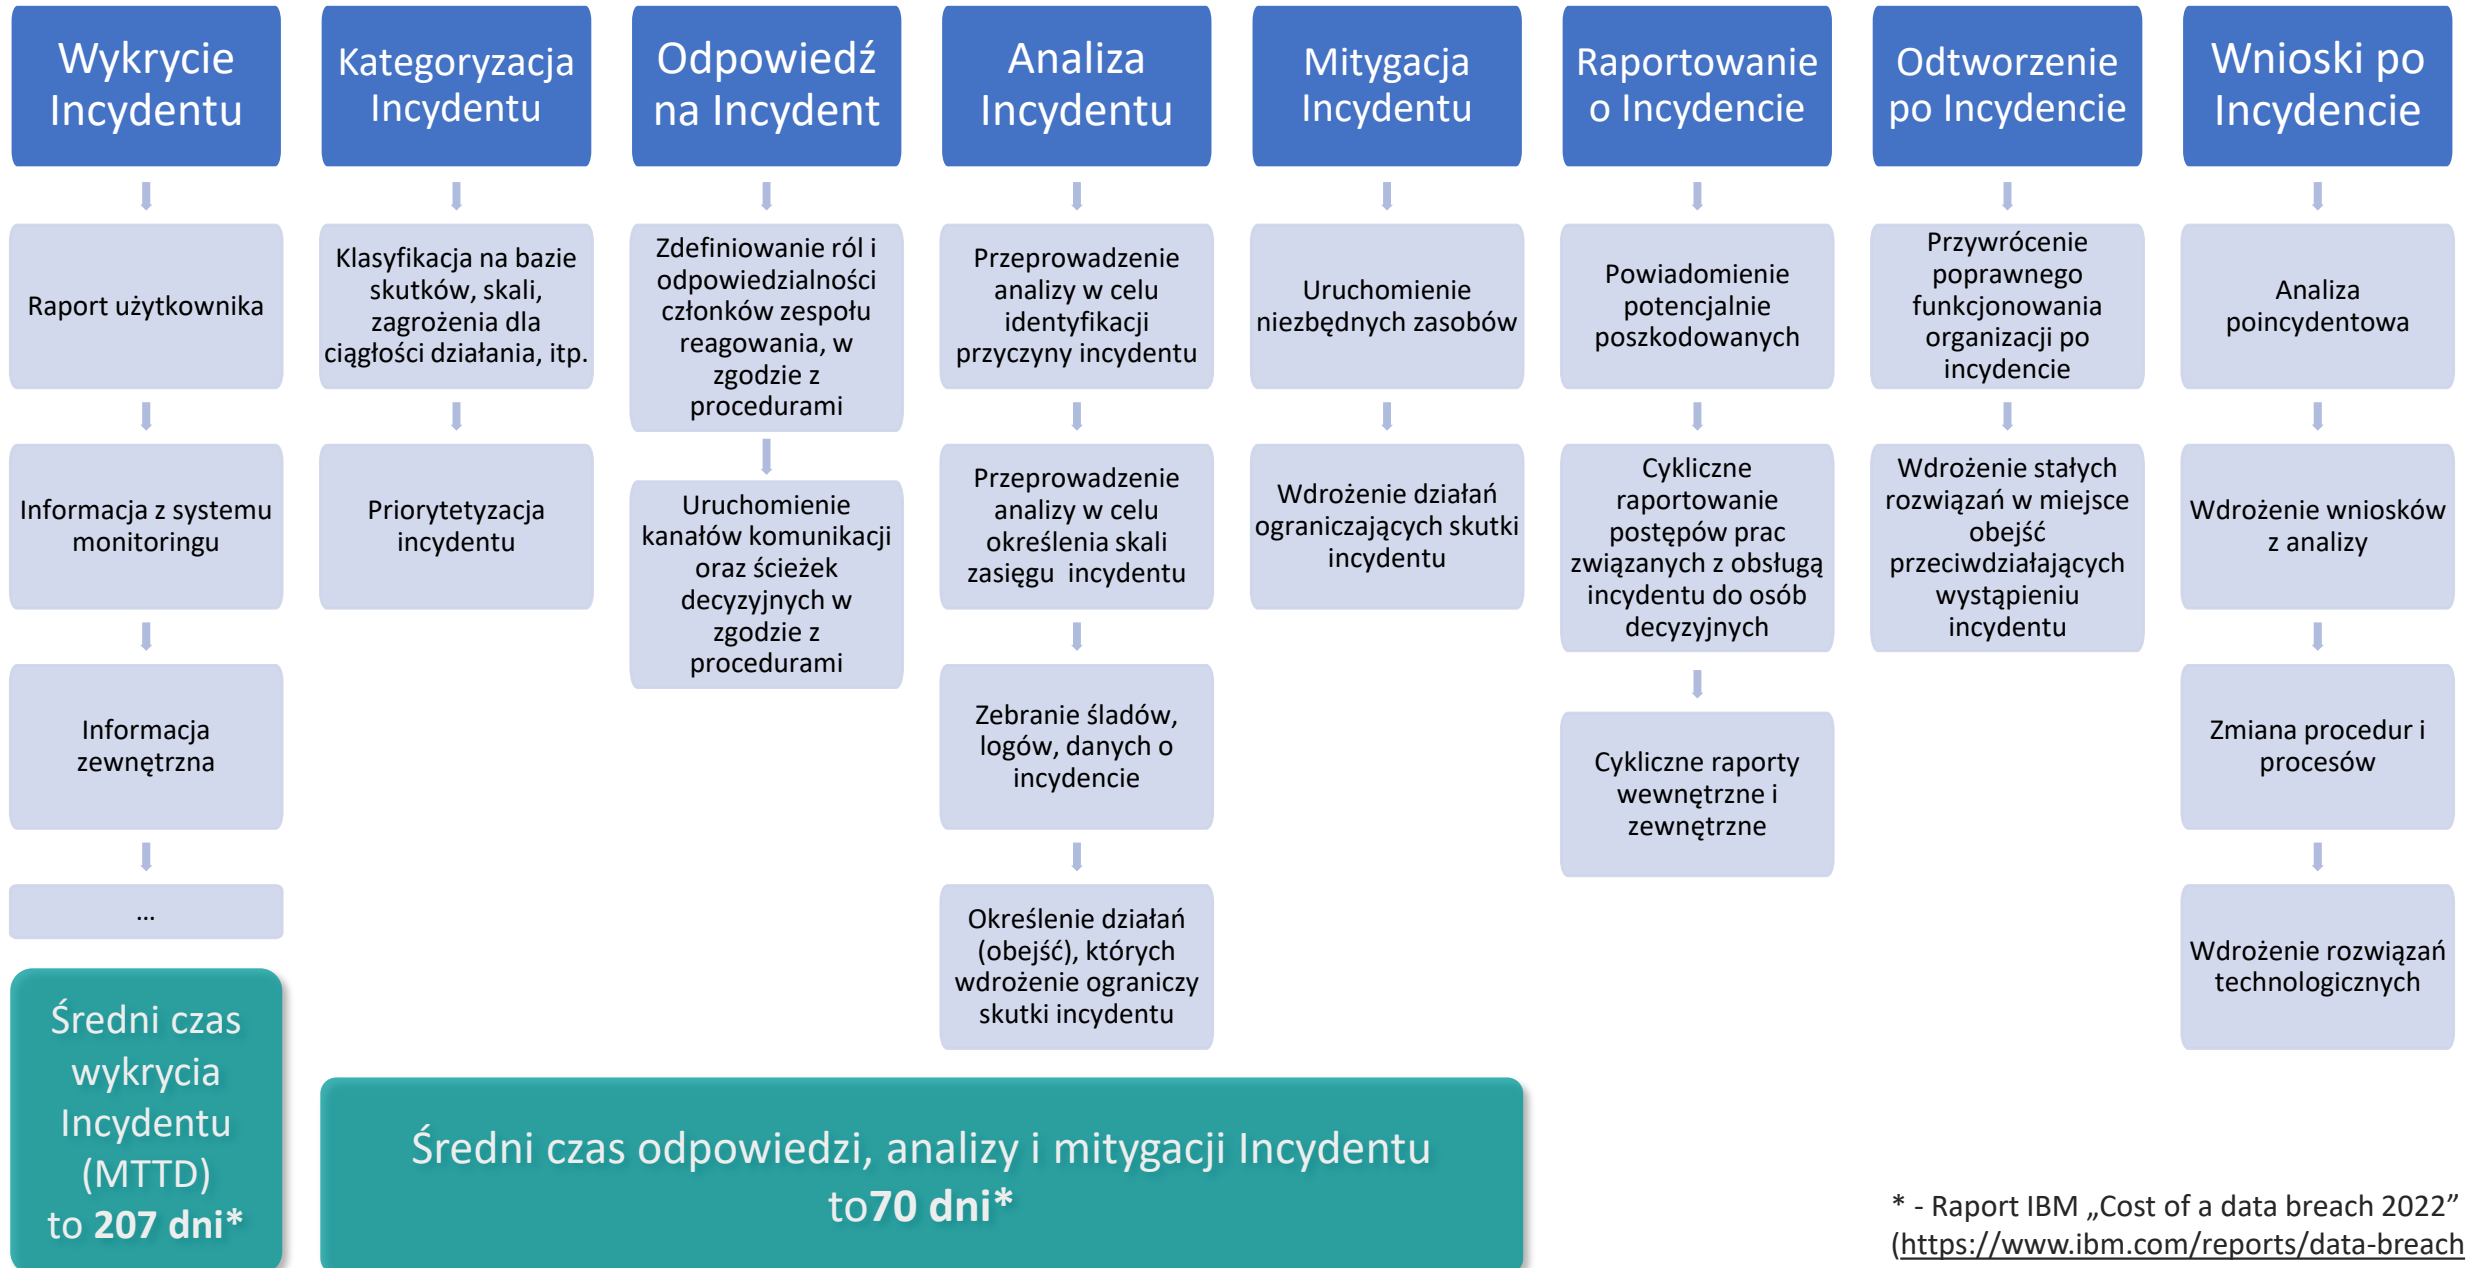 Wykrycie
Incydentu
Raport użytkownika
Informacja z systemu
monitoringu
Informacja
zewnętrzna
...
Średni czas
wykrycia
Incydentu
(MTTD)
to 207 dni*
Kategoryzacja
Incydentu
Klasyfikacja na bazie
skutków, skali,
zagrożenia dla
ciągłości działania, itp.
Priorytetyzacja
incydentu
Odpowiedź
na Incydent
Zdefiniowanie ról i
odpowiedzialności
członków zespołu
reagowania, w
zgodzie z
procedurami
Uruchomienie
kanałów komunikacji
oraz ścieżek
decyzyjnych w
zgodzie z
procedurami
Analiza
Incydentu
Przeprowadzenie
analizy w celu
identyfikacji
przyczyny incydentu
Przeprowadzenie
analizy w celu
określenia skali
zasięgu  incydentu
Zebranie śladów,
logów, danych o
incydencie
Określenie działań
(obejść), których
wdrożenie ograniczy
skutki incydentu
Mitygacja
Incydentu
Uruchomienie
niezbędnych zasobów
Wdrożenie działań
ograniczających skutki
incydentu
Średni czas odpowiedzi, analizy i mitygacji Incydentu
to70 dni*
Raportowanie
o Incydencie
Powiadomienie
potencjalnie
poszkodowanych
Cykliczne
raportowanie
postępów prac
związanych z obsługą
incydentu do osób
decyzyjnych
Cykliczne raporty
wewnętrzne i
zewnętrzne
Odtworzenie
po Incydencie
Przywrócenie
poprawnego
funkcjonowania
organizacji po
incydencie
Wdrożenie stałych
rozwiązań w miejsce
obejść
przeciwdziałających
wystąpieniu
incydentu
Wnioski po
Incydencie
Analiza
poincydentowa
Wdrożenie wniosków
z analizy
Zmiana procedur i
procesów
Wdrożenie rozwiązań
technologicznych
* - Raport IBM „Cost of a data breach 2022”
(https://www.ibm.com/reports/data-breach